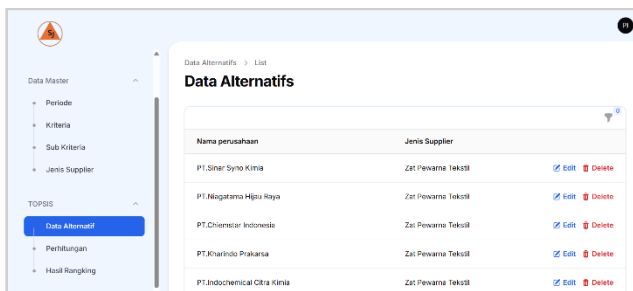 SJ
PI
Data Master
Periode
Kriteria
Sub Kriteria
Jenis Supplier
TOPSIS
Data Alternatif
Perhitungan
Hasil Rangking
Data Alternatifs > List
Data Alternatifs
0
Nama perusahaan Jenis Supplier
PT.Sinar Syno Kimia Zat Pewarna Tekstil Edit Delete
PT.Niagatama Hijau Raya Zat Pewarna Tekstil Edit Delete
PT.Chiemstar Indonesia Zat Pewarna Tekstil Edit Delete
PT.Kharindo Prakarsa Zat Pewarna Tekstil Edit Delete
PT.Indochemical Citra Kimia Zat Pewarna Tekstil Edit Delete